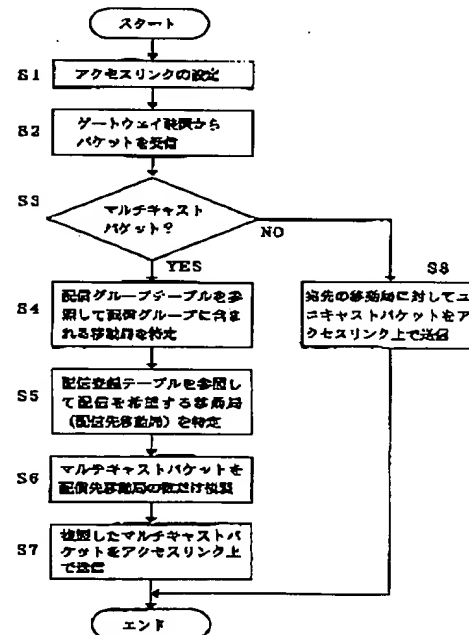 スタート
S1
アクセスリンクの設定
S2
ゲートウェイ装置から
パケットを受信
S3
マルチキャスト
パケット?
NO
YES
S4
配信グループテーブルを参
照して配信グループに含ま
れる移動局を特定
S8
宛先の移動局に対してユ
ニキャストパケットをア
クセスリンク上で送信
S5
配信登録テーブルを参照し
て配信を希望する移動局
(配信先移動局)を特定
S6
マルチキャストパケットを
配信先移動局の数だけ複製
S7
複製したマルチキャストパ
ケットをアクセスリンク上
で送信
エンド